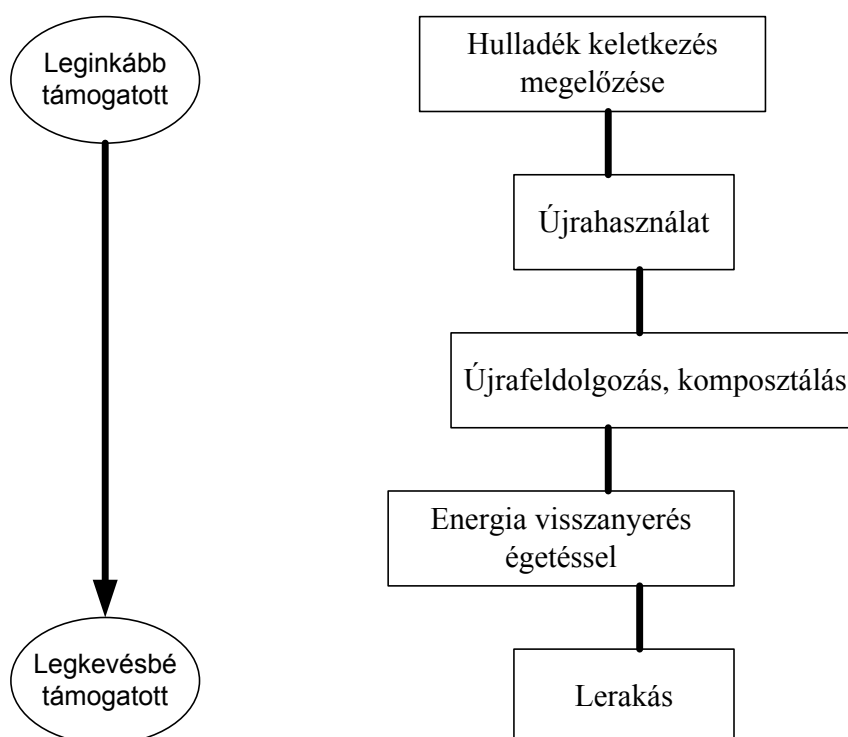 Leginkább
támogatott
Hulladék keletkezés
megelőzése
Újrahasználat
Újrafeldolgozás, komposztálás
Energia visszanyerés
égetéssel
Legkevésbé
támogatott
Lerakás